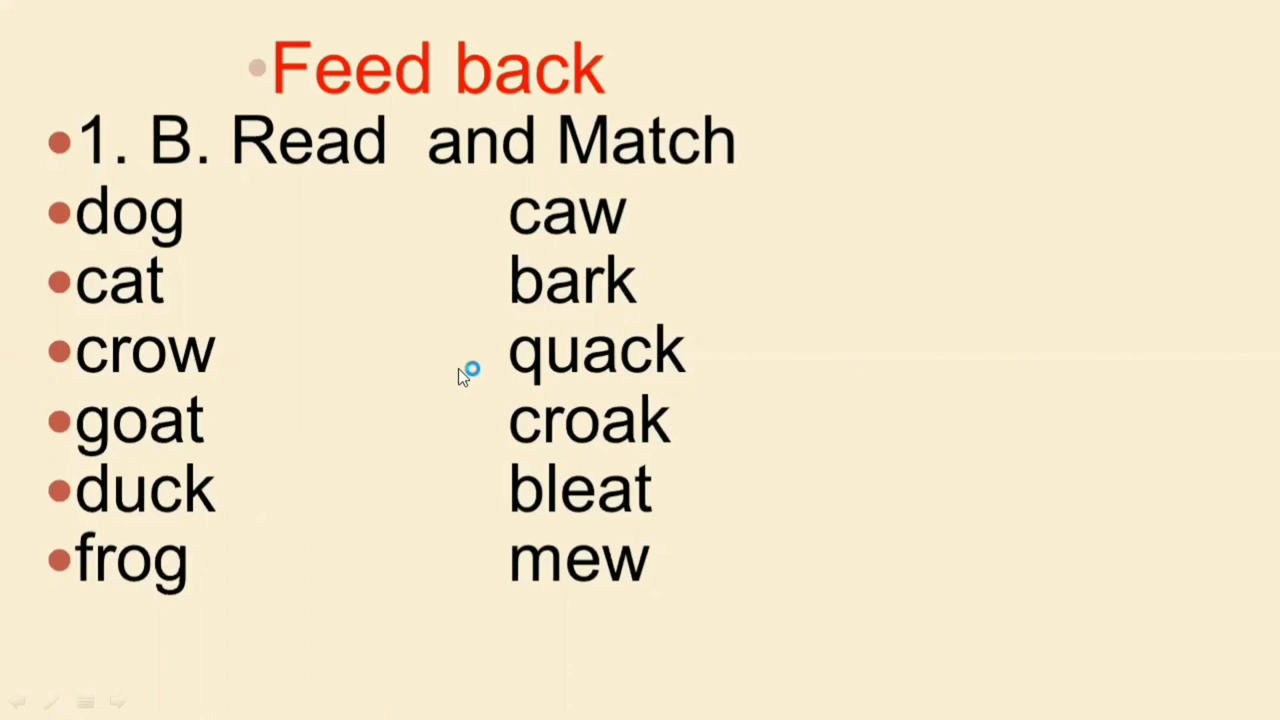 Feed back
1. B. Read and Match
dog caw
cat bark
crow quack
goat croak
duck bleat
frog mew